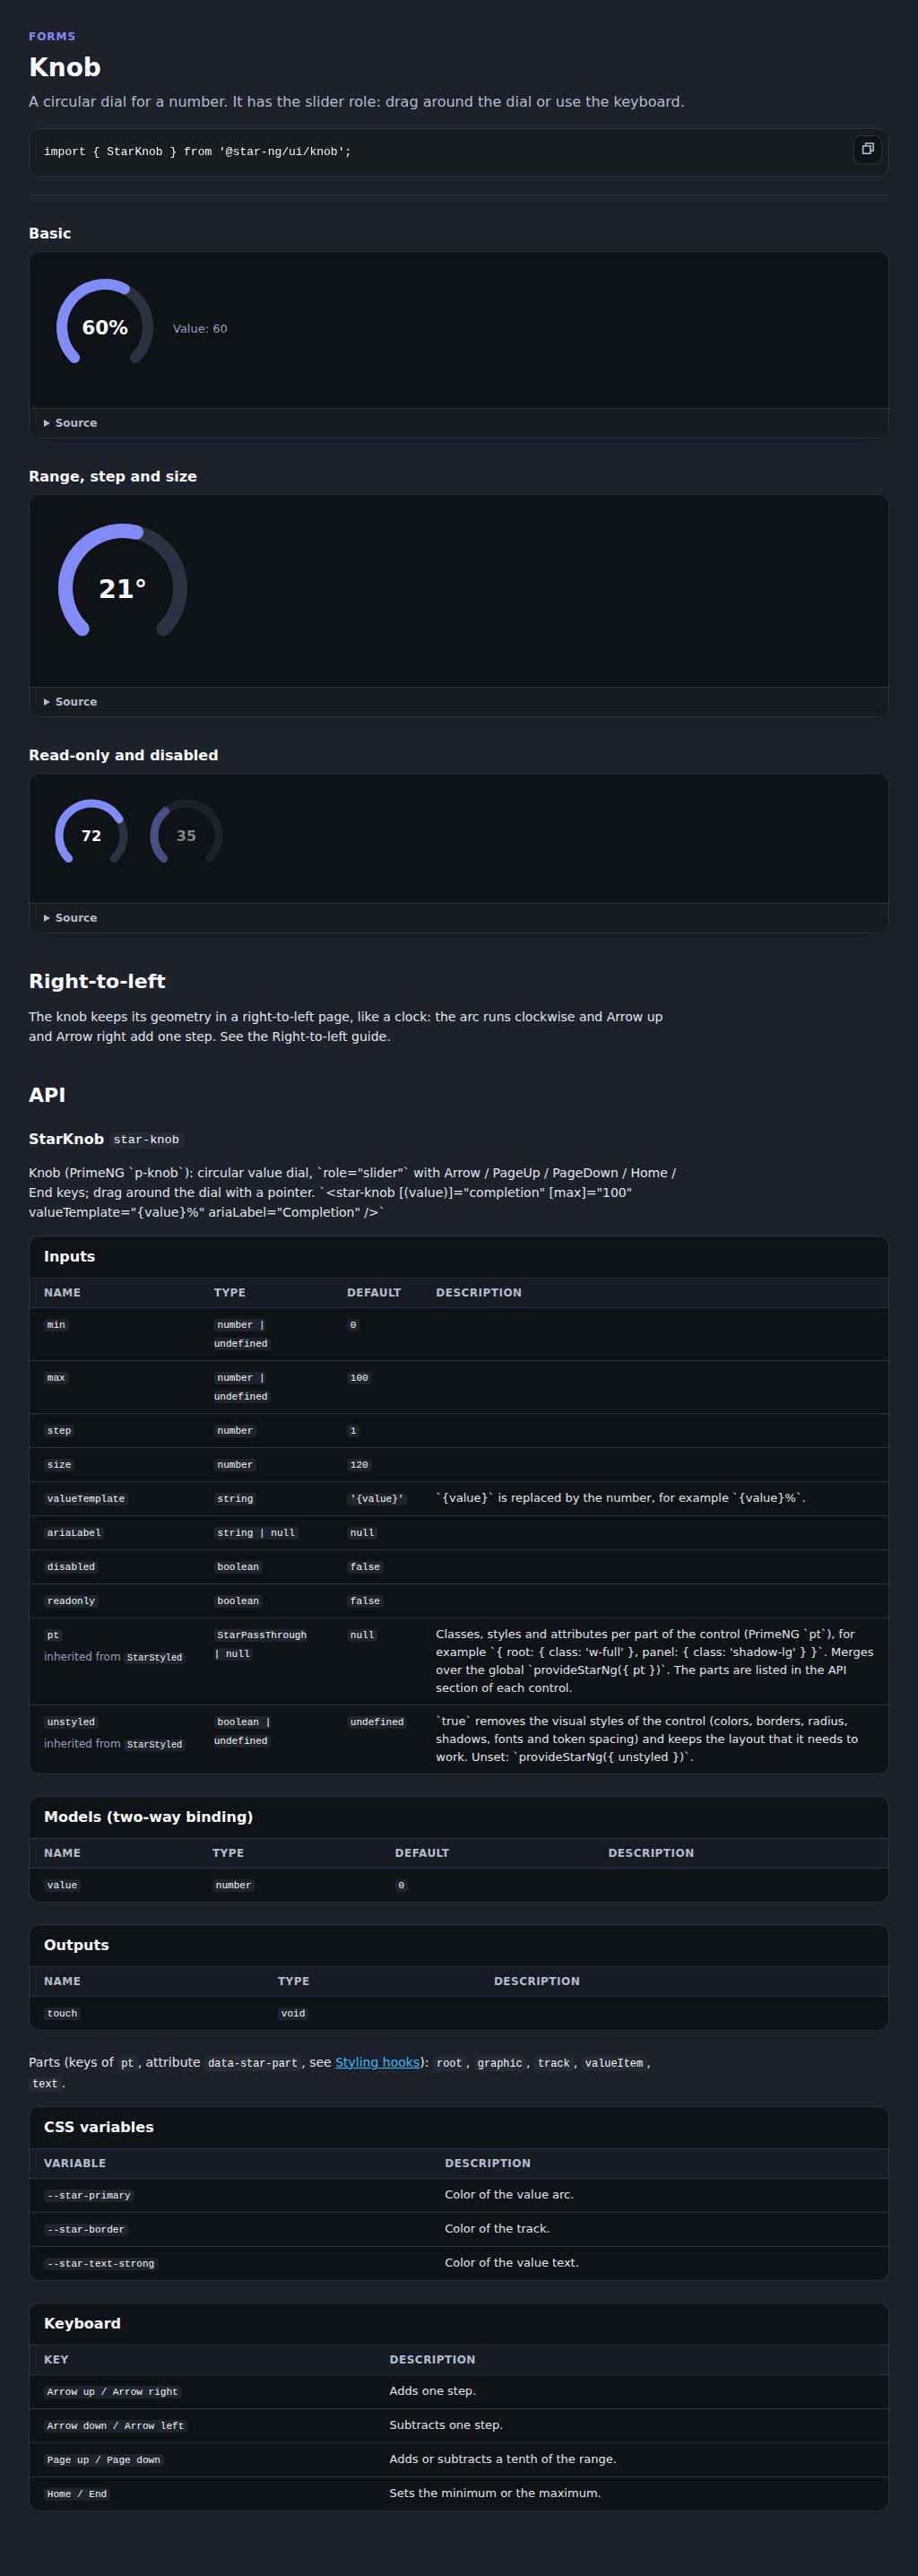 FORMS
Knob
A circular dial for a number. It has the slider role: drag around the dial or use the keyboard.
import { StarKnob } from '@star-ng/ui/knob';
Basic
60%
Value: 60
Source
Range, step and size
21°
Source
Read-only and disabled
72
35
Source
Right-to-left
The knob keeps its geometry in a right-to-left page, like a clock: the arc runs clockwise and Arrow up
and Arrow right add one step. See the Right-to-left guide.
API
StarKnob star-knob
Knob (PrimeNG `p-knob`): circular value dial, `role="slider"` with Arrow / PageUp / PageDown / Home /
End keys; drag around the dial with a pointer. `<star-knob [(value)]="completion" [max]="100"
valueTemplate="{value}%" ariaLabel="Completion" />`
Inputs
NAME TYPE DEFAULT DESCRIPTION
min number | 0
undefined
max number | 100
undefined
step number 1
size number 120
valueTemplate string '{value}' `{value}` is replaced by the number, for example `{value}%`.
ariaLabel string | null null
disabled boolean false
readonly boolean false
pt StarPassThrough null Classes, styles and attributes per part of the control (PrimeNG `pt`), for
inherited from StarStyled | null example `{ root: { class: 'w-full' }, panel: { class: 'shadow-lg' } }`. Merges
over the global `provideStarNg({ pt })`. The parts are listed in the API
section of each control.
unstyled boolean | undefined `true` removes the visual styles of the control (colors, borders, radius,
inherited from StarStyled undefined shadows, fonts and token spacing) and keeps the layout that it needs to
work. Unset: `provideStarNg({ unstyled })`.
Models (two-way binding)
NAME TYPE DEFAULT DESCRIPTION
value number 0
Outputs
NAME TYPE DESCRIPTION
touch void
Parts (keys of pt, attribute data-star-part, see Styling hooks): root, graphic, track, valueItem,
text.
CSS variables
VARIABLE DESCRIPTION
--star-primary Color of the value arc.
--star-border Color of the track.
--star-text-strong Color of the value text.
Keyboard
KEY DESCRIPTION
Arrow up / Arrow right Adds one step.
Arrow down / Arrow left Subtracts one step.
Page up / Page down Adds or subtracts a tenth of the range.
Home / End Sets the minimum or the maximum.